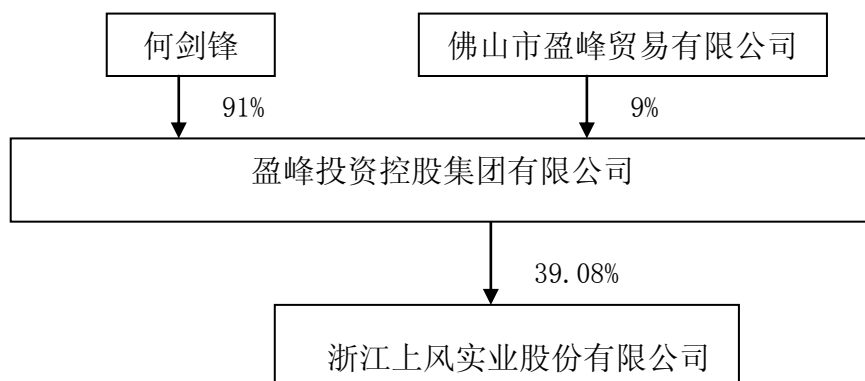 何剑锋
佛山市盈峰贸易有限公司
91%
9%
盈峰投资控股集团有限公司
39.08%
浙江上风实业股份有限公司